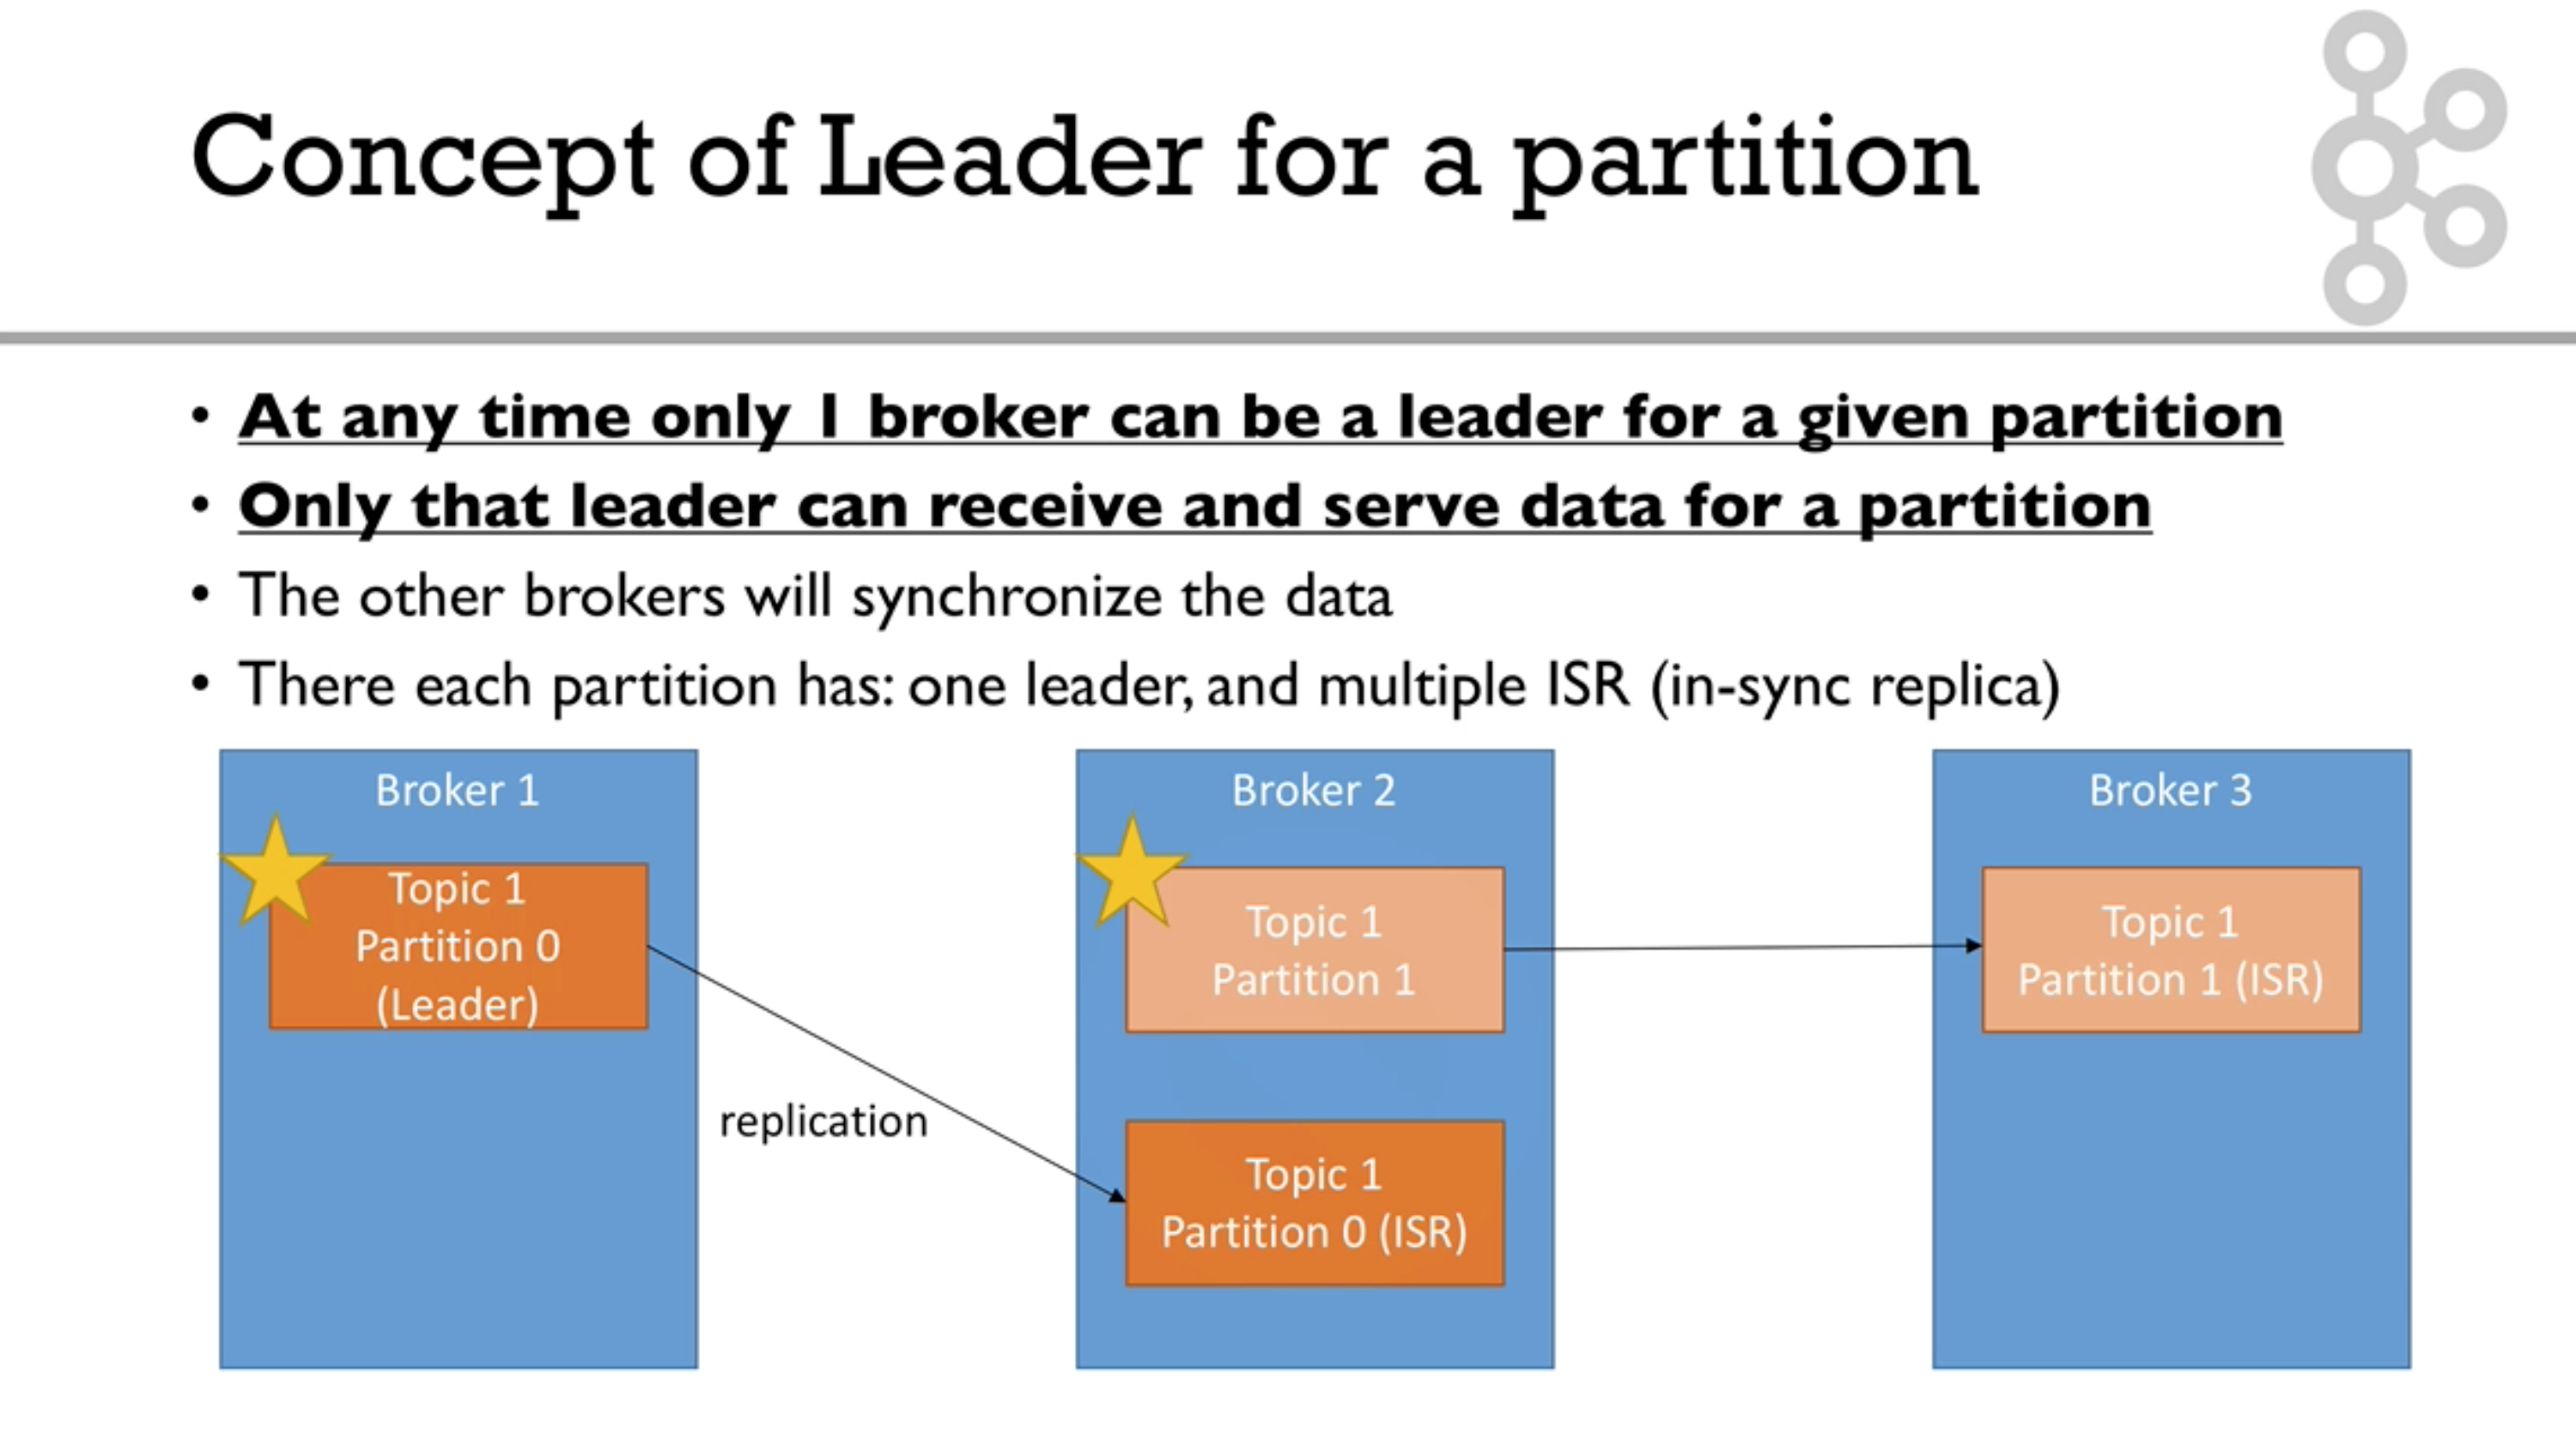 Concept of Leader for a partition
• At any time only 1 broker can be a leader for a given partition
• Only that leader can receive and serve data for a partition
• The other brokers will synchronize the data
• There each partition has: one leader, and multiple ISR (in-sync replica)
Broker 1
Topic 1
Partition 0
(Leader)
replication
Broker 2
Topic 1
Partition 1
Topic 1
Partition 0 (ISR)
Broker 3
Topic 1
Partition 1 (ISR)